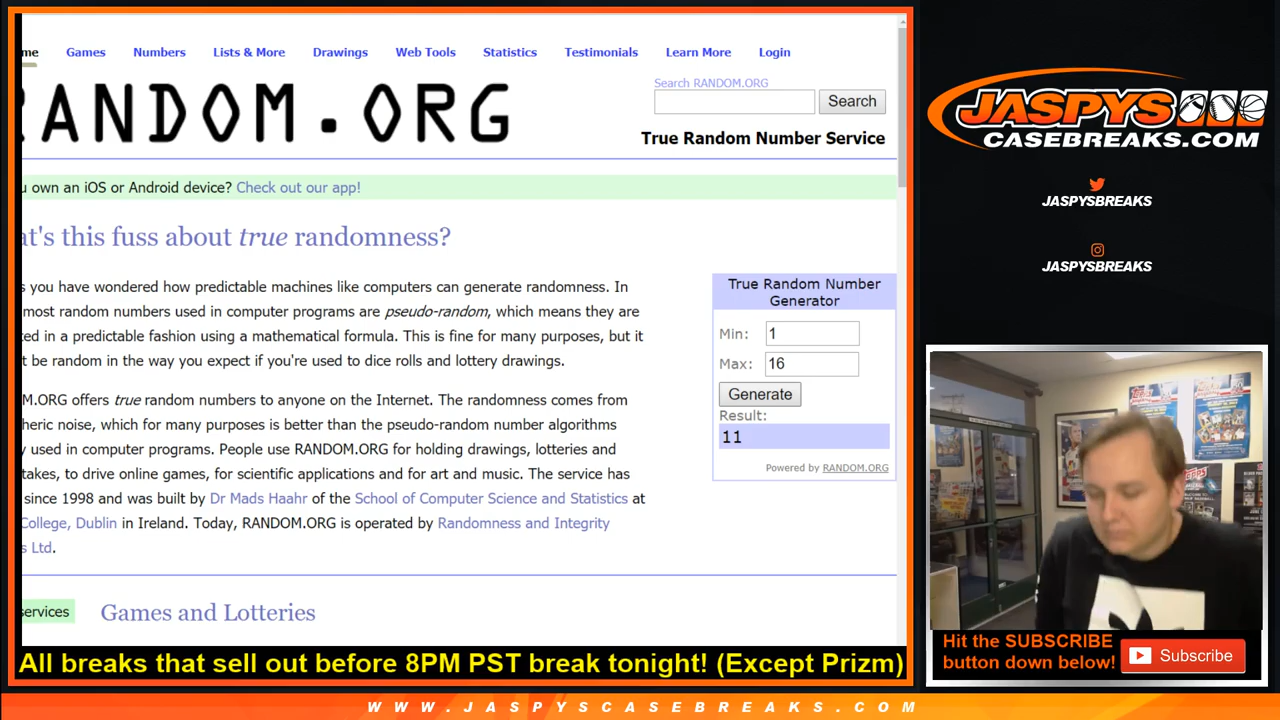 me Games Numbers Lists & More Drawings Web Tools Statistics Testimonials Learn More Login
RANDOM.ORG
Search RANDOM.ORG
Search
True Random Number Service
u own an iOS or Android device? Check out our app!
at's this fuss about true randomness?
s you have wondered how predictable machines like computers can generate randomness. In
most random numbers used in computer programs are pseudo-random, which means they are
ted in a predictable fashion using a mathematical formula. This is fine for many purposes, but it
t be random in the way you expect if you're used to dice rolls and lottery drawings.
M.ORG offers true random numbers to anyone on the Internet. The randomness comes from
heric noise, which for many purposes is better than the pseudo-random number algorithms
y used in computer programs. People use RANDOM.ORG for holding drawings, lotteries and
takes, to drive online games, for scientific applications and for art and music. The service has
since 1998 and was built by Dr Mads Haahr of the School of Computer Science and Statistics at
College, Dublin in Ireland. Today, RANDOM.ORG is operated by Randomness and Integrity
s Ltd.
services
Games and Lotteries
True Random Number
Generator
Min: 1
Max: 16
Generate
Result:
11
Powered by RANDOM.ORG
JASPYS
CASEBREAKS.COM
JASPYSBREAKS
JASPYSBREAKS
Hit the SUBSCRIBE
button down below!
Subscribe
All breaks that sell out before 8PM PST break tonight! (Except Prizm)
WWW.JASPYSCASEBREAKS.COM